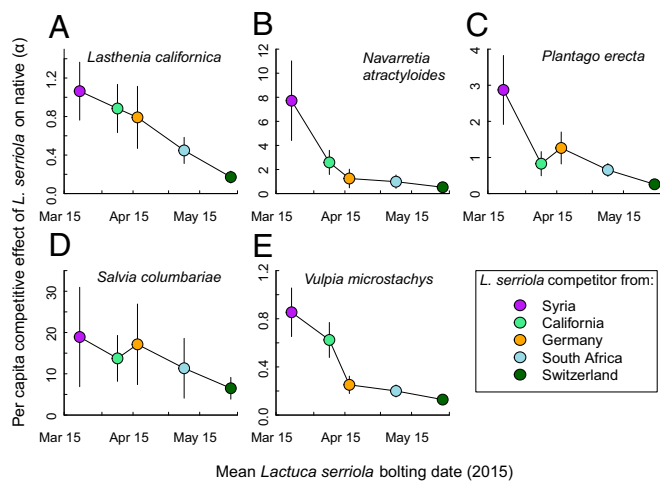 Per capita competitive effect of L. serriola on native (α)
A
Lasthenia californica
0.0
0.4
0.8
1.2
Mar 15
Apr 15
May 15
B
Navarretia
atractyloides
0
2
4
6
8
10
12
Mar 15
Apr 15
May 15
C
Plantago erecta
0
1
2
3
4
Mar 15
Apr 15
May 15
D
Salvia columbariae
0
10
20
30
Mar 15
Apr 15
May 15
E
Vulpia microstachys
0.0
0.4
0.8
1.2
Mar 15
Apr 15
May 15
L. serriola competitor from:
Syria
California
Germany
South Africa
Switzerland
Mean Lactuca serriola bolting date (2015)